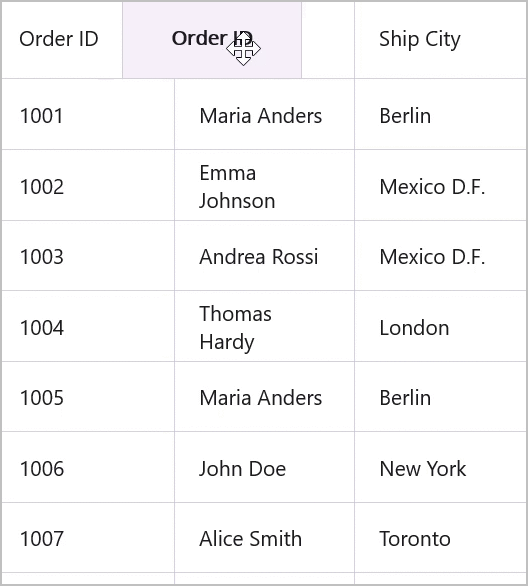 Order ID Order ID Ship City
1001 Maria Anders Berlin
1002 Emma Johnson Mexico D.F.
1003 Andrea Rossi Mexico D.F.
1004 Thomas Hardy London
1005 Maria Anders Berlin
1006 John Doe New York
1007 Alice Smith Toronto